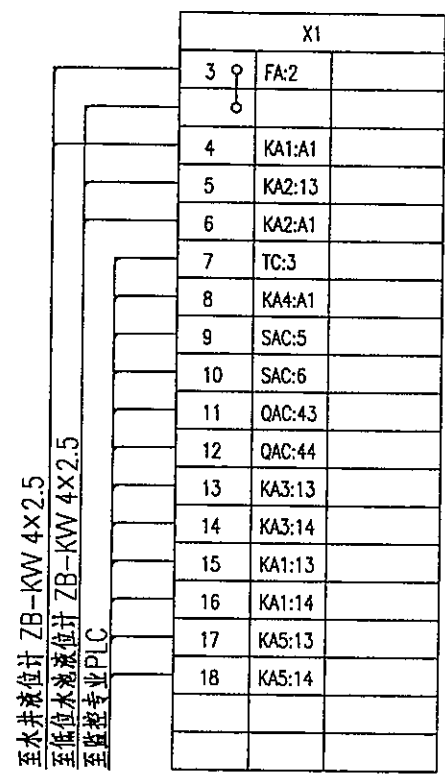 X1
3 FA:2
4 KA1:A1
5 KA2:13
6 KA2:A1
7 TC:3
8 KA4:A1
9 SAC:5
10 SAC:6
11 QAC:43
12 QAC:44
13 KA3:13
14 KA3:14
15 KA1:13
16 KA1:14
17 KA5:13
18 KA5:14
至水井液位计 ZB-KVV 4×2.5
至低位水池液位计 ZB-KVV 4×2.5
至监控专业PLC